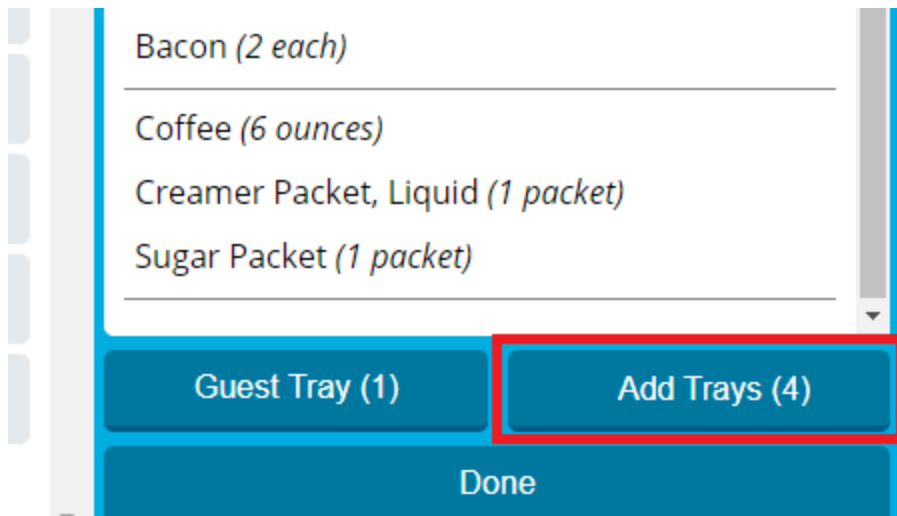 Bacon (2 each)
Coffee (6 ounces)
Creamer Packet, Liquid (1 packet)
Sugar Packet (1 packet)
Guest Tray (1)
Add Trays (4)
Done